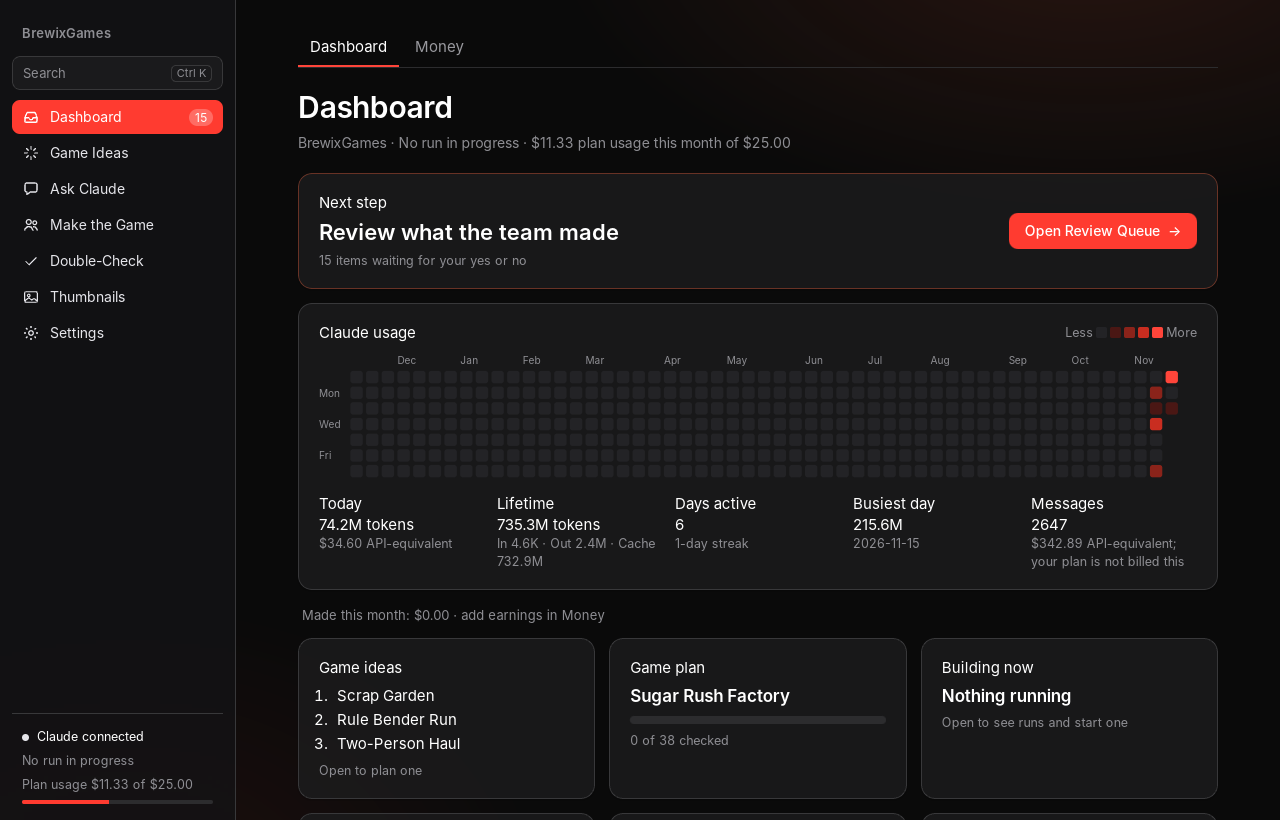 BrewixGames
Search Ctrl K
Dashboard 15
Game Ideas
Ask Claude
Make the Game
Double-Check
Thumbnails
Settings
Claude connected
No run in progress
Plan usage $11.33 of $25.00
Dashboard Money
Dashboard
BrewixGames · No run in progress · $11.33 plan usage this month of $25.00
Next step
Review what the team made
15 items waiting for your yes or no
Open Review Queue →
Claude usage
Less More
Dec Jan Feb Mar Apr May Jun Jul Aug Sep Oct Nov
Mon
Wed
Fri
Today
74.2M tokens
$34.60 API-equivalent
Lifetime
735.3M tokens
In 4.6K · Out 2.4M · Cache
732.9M
Days active
6
1-day streak
Busiest day
215.6M
2026-11-15
Messages
2647
$342.89 API-equivalent;
your plan is not billed this
Made this month: $0.00 · add earnings in Money
Game ideas
1. Scrap Garden
2. Rule Bender Run
3. Two-Person Haul
Open to plan one
Game plan
Sugar Rush Factory
0 of 38 checked
Building now
Nothing running
Open to see runs and start one